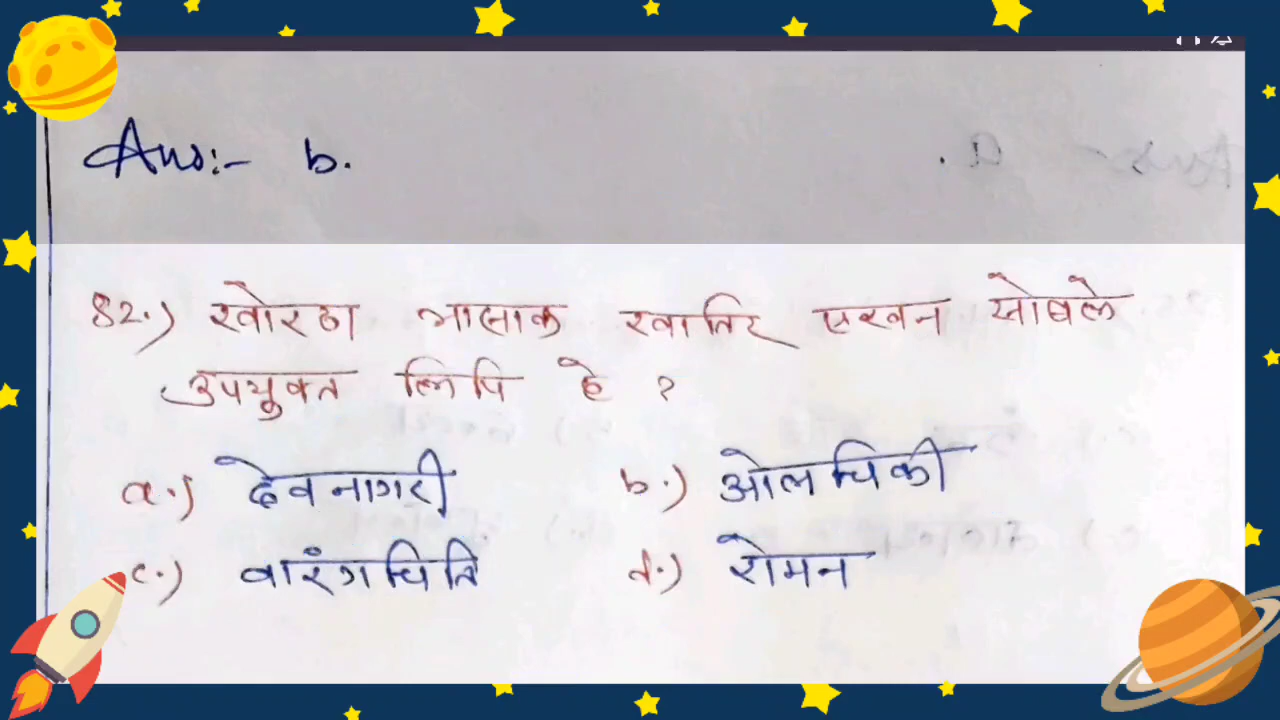 Ans:- b.
82.) खोरठा भासाक खातिर एखन सोबले
उपयुक्त लिपि हे ?
a.) देवनागरी b.) ओलचिकी
c.) वारंगचिति d.) रोमन